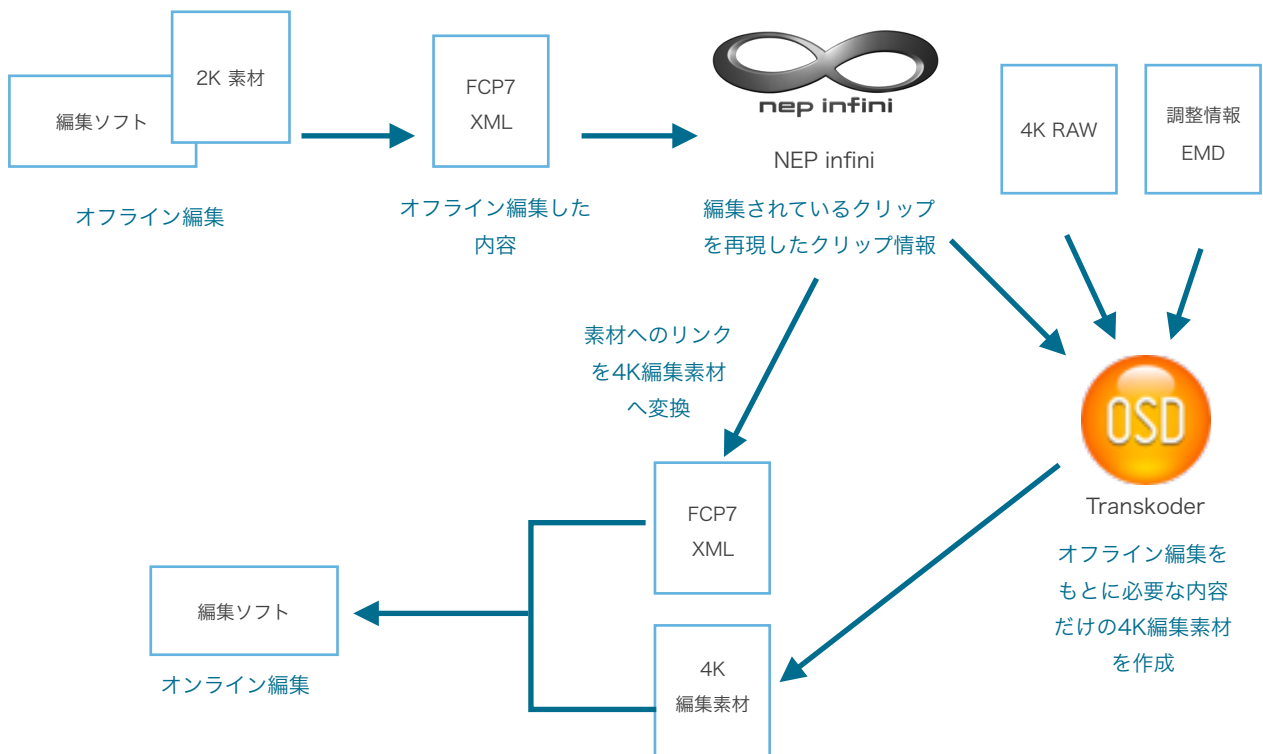 2K 素材
編集ソフト
オフライン編集
FCP7
XML
オフライン編集した
内容
nep infini
NEP infini
編集されているクリップ
を再現したクリップ情報
4K RAW
調整情報
EMD
素材へのリンク
を4K編集素材
へ変換
OSD
Transkoder
オフライン編集を
もとに必要な内容
だけの4K編集素材
を作成
FCP7
XML
4K
編集素材
編集ソフト
オンライン編集